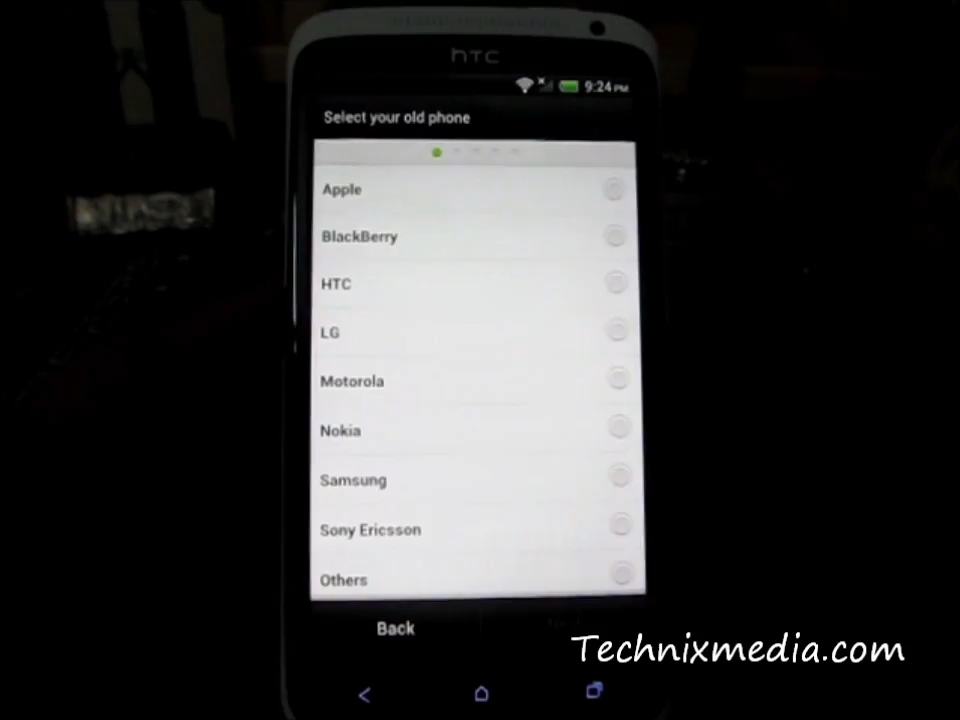 hTC
9:24 PM
Select your old phone
Apple
BlackBerry
HTC
LG
Motorola
Nokia
Samsung
Sony Ericsson
Others
Back
Technixmedia.com